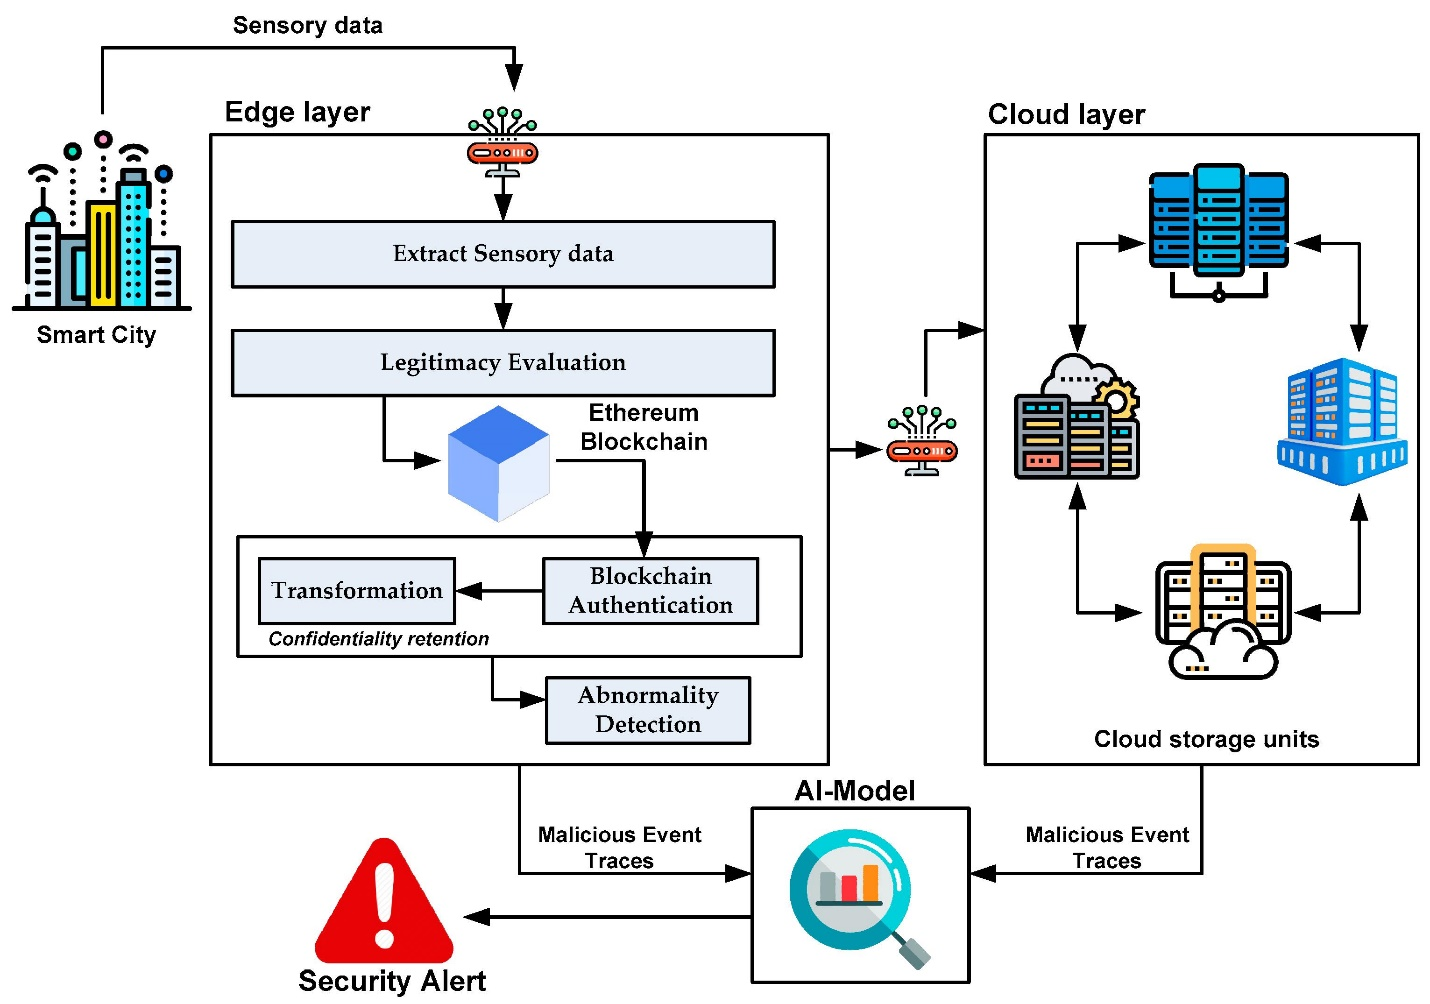 Sensory data
Edge layer
Cloud layer
Extract Sensory data
Smart City
Legitimacy Evaluation
Ethereum
Blockchain
Transformation
Blockchain
Authentication
Confidentiality retention
Abnormality
Detection
Cloud storage units
AI-Model
Malicious Event
Traces
Malicious Event
Traces
Security Alert